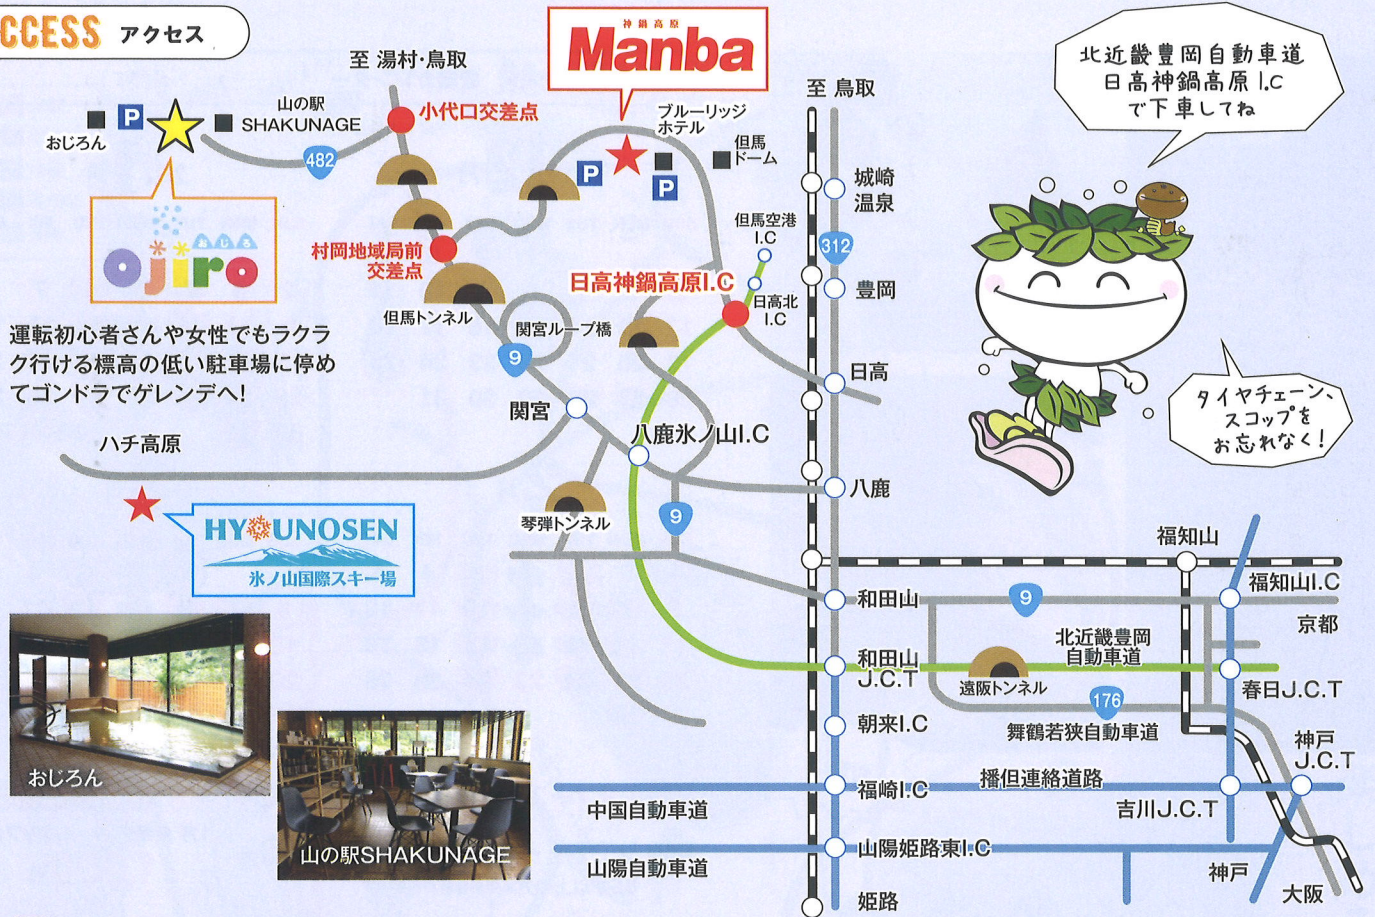 CCESS アクセス
神鍋高原
Manba
北近畿豊岡自動車道
日高神鍋高原I.C
で下車してね
至 湯村・鳥取
至 鳥取
小代口交差点
山の駅
SHAKUNAGE
おじろん
P
482
ブルーリッジ
ホテル
但馬
ドーム
P
P
城崎
温泉
但馬空港
I.C
312
村岡地域局前
交差点
おじろ
ojiro
日高神鍋高原I.C
日高北
I.C
豊岡
但馬トンネル
関宮ループ橋
9
運転初心者さんや女性でもラクラ
ク行ける標高の低い駐車場に停め
てゴンドラでゲレンデへ!
日高
タイヤチェーン、
スコップを
お忘れなく!
関宮
ハチ高原
八鹿氷ノ山I.C
八鹿
HYOUNOSEN
氷ノ山国際スキー場
琴弾トンネル
9
福知山
福知山I.C
和田山
9
京都
北近畿豊岡
自動車道
和田山
J.C.T
遠阪トンネル
春日J.C.T
176
朝来I.C
舞鶴若狭自動車道
神戸
J.C.T
おじろん
福崎I.C
播但連絡道路
中国自動車道
吉川J.C.T
山の駅SHAKUNAGE
山陽姫路東I.C
山陽自動車道
神戸
大阪
姫路